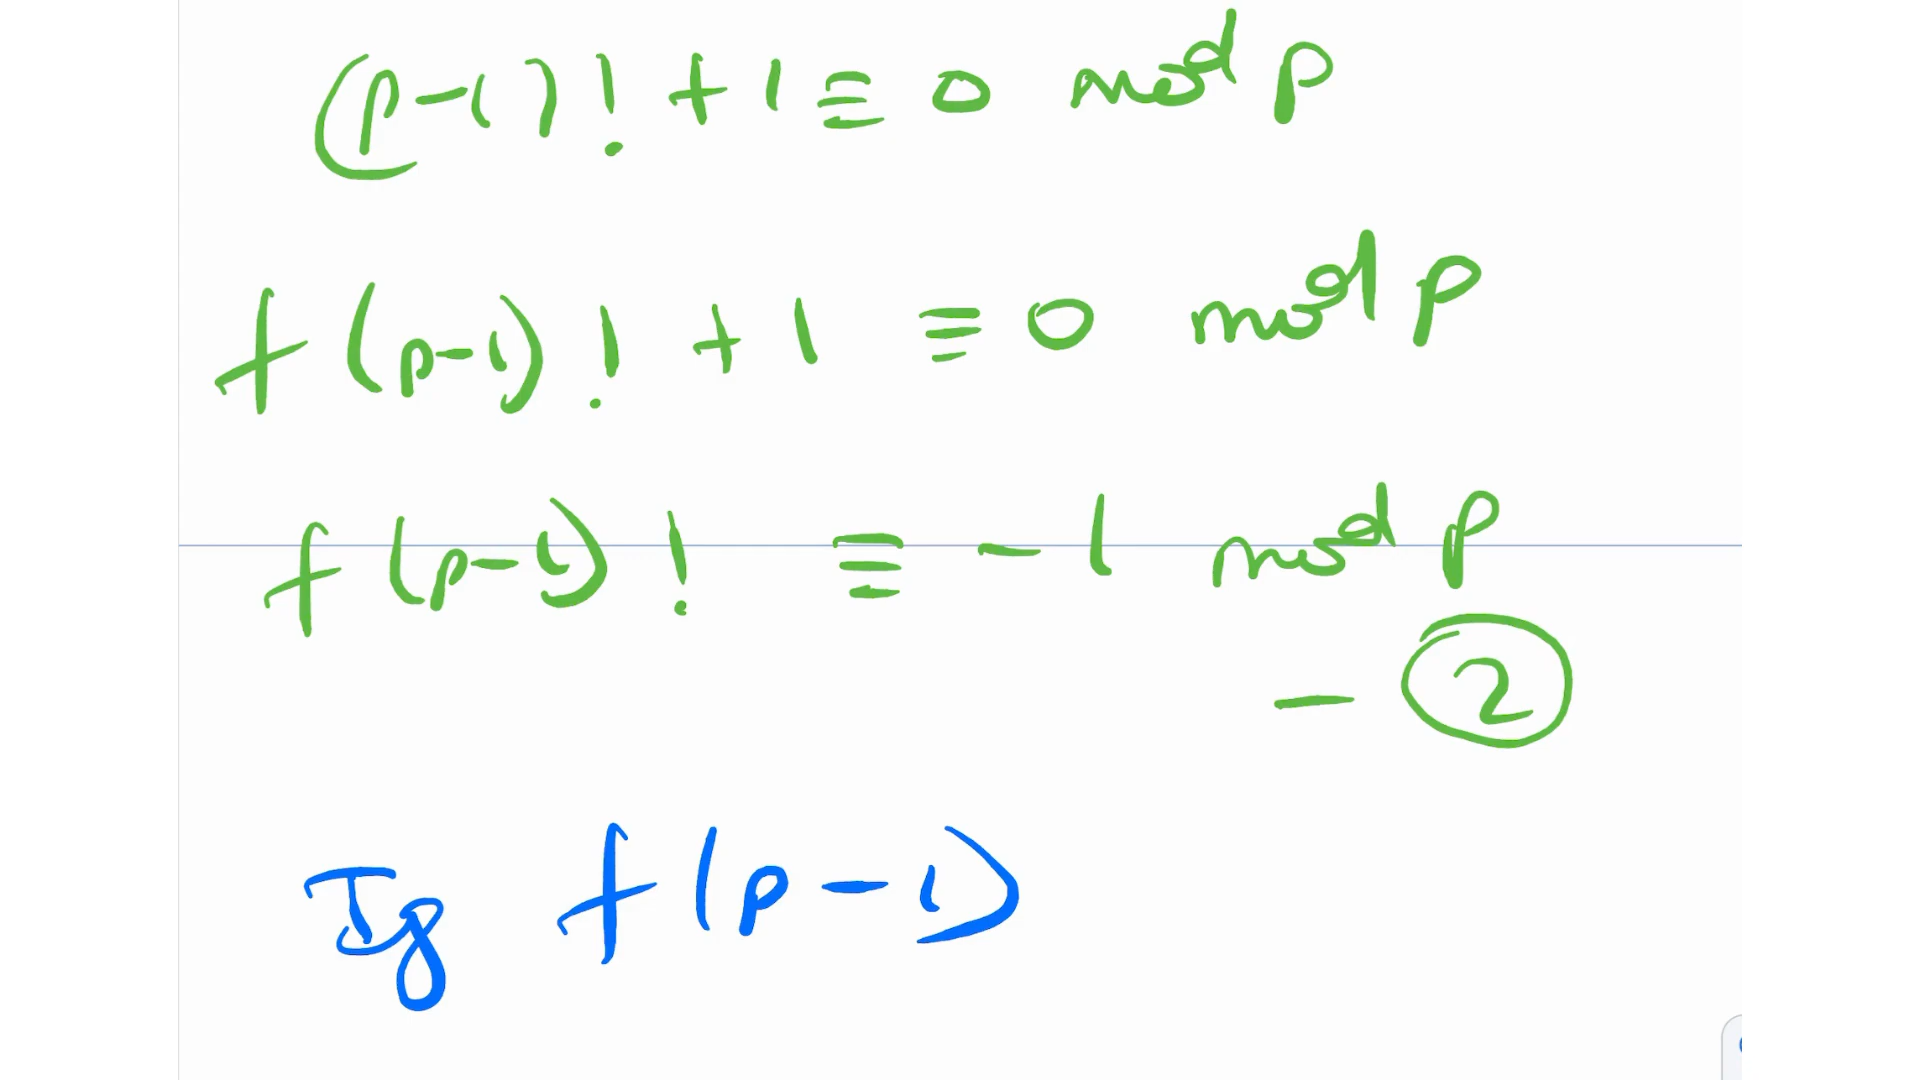 (p-1)! + 1 ≡ 0 mod p
f(p-1)! + 1 ≡ 0 mod p
f(p-1)! ≡ -1 mod p
- ②
If f(p-1)